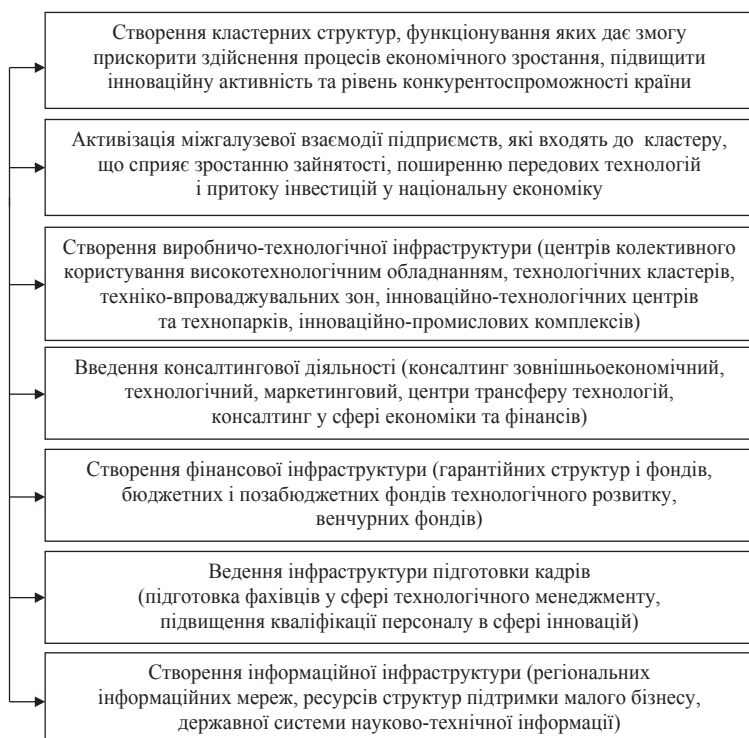 Створення кластерних структур, функціонування яких дає змогу
прискорити здійснення процесів економічного зростання, підвищити
інноваційну активність та рівень конкурентоспроможності країни
Активізація міжгалузевої взаємодії підприємств, які входять до кластеру,
що сприяє зростанню зайнятості, поширенню передових технологій
і притоку інвестицій у національну економіку
Створення виробничо-технологічної інфраструктури (центрів колективного
користування високотехнологічним обладнанням, технологічних кластерів,
техніко-впроваджувальних зон, інноваційно-технологічних центрів
та технопарків, інноваційно-промислових комплексів)
Введення консалтингової діяльності (консалтинг зовнішньоекономічний,
технологічний, маркетинговий, центри трансферу технологій,
консалтинг у сфері економіки та фінансів)
Створення фінансової інфраструктури (гарантійних структур і фондів,
бюджетних і позабюджетних фондів технологічного розвитку,
венчурних фондів)
Ведення інфраструктури підготовки кадрів
(підготовка фахівців у сфері технологічного менеджменту,
підвищення кваліфікації персоналу в сфері інновацій)
Створення інформаційної інфраструктури (регіональних
інформаційних мереж, ресурсів структур підтримки малого бізнесу,
державної системи науково-технічної інформації)